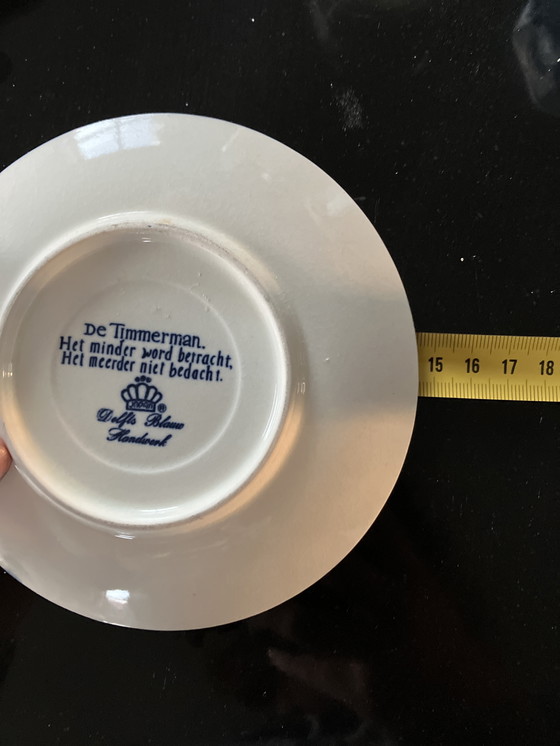 De Timmerman.
Het minder word betracht,
Het meerder niet bedacht.
®
Delfts Blauw
Handwerk
15 16 17 18